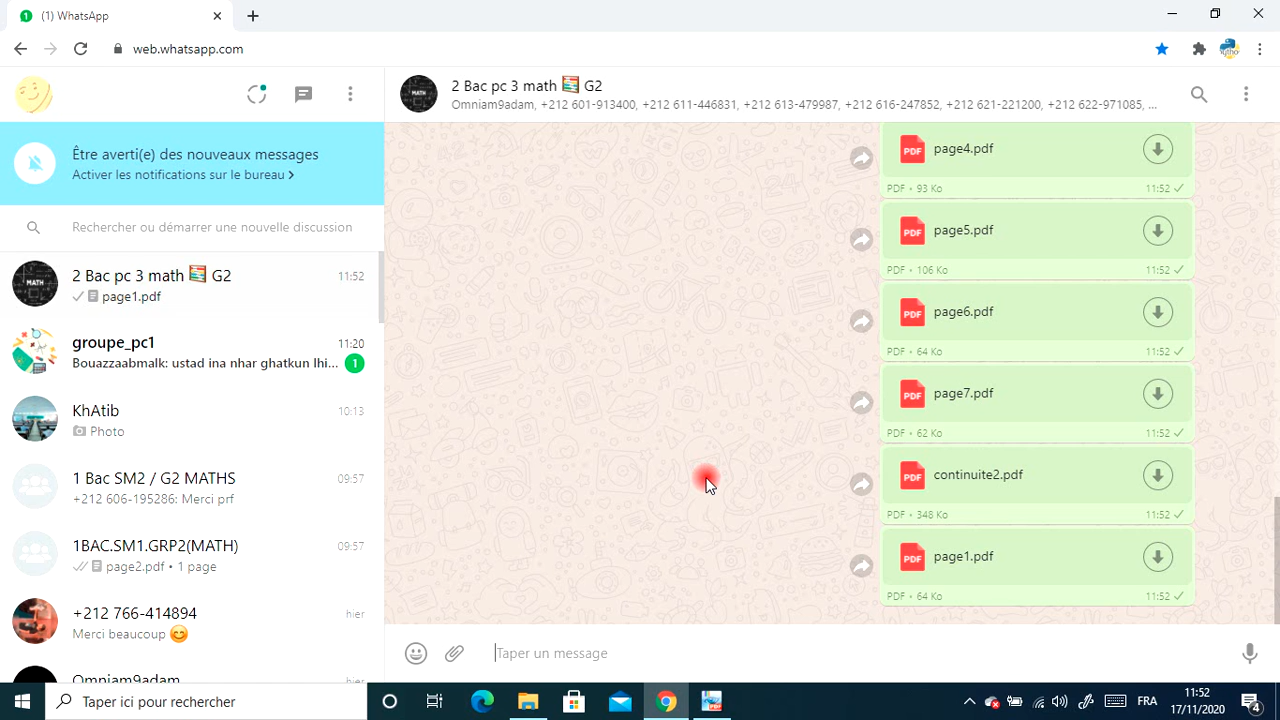 (1) WhatsApp
web.whatsapp.com
Être averti(e) des nouveaux messages
Activer les notifications sur le bureau >
Rechercher ou démarrer une nouvelle discussion
2 Bac pc 3 math 🧮 G2 11:52
page1.pdf
groupe_pc1 11:20
Bouazzaabmalk: ustad ina nhar ghatkun lhi... 1
KhAtib 10:13
Photo
1 Bac SM2 / G2 MATHS 09:57
+212 606-195286: Merci prf
1BAC.SM1.GRP2(MATH) 09:57
page2.pdf • 1 page
+212 766-414894 hier
Merci beaucoup 😊
Omniam9adam hier
2 Bac pc 3 math 🧮 G2
Omniam9adam, +212 601-913400, +212 611-446831, +212 613-479987, +212 616-247852, +212 621-221200, +212 622-971085, ...
PDF page4.pdf
PDF • 93 Ko 11:52
PDF page5.pdf
PDF • 106 Ko 11:52
PDF page6.pdf
PDF • 64 Ko 11:52
PDF page7.pdf
PDF • 62 Ko 11:52
PDF continuite2.pdf
PDF • 348 Ko 11:52
PDF page1.pdf
PDF • 64 Ko 11:52
Taper un message
Taper ici pour rechercher
FRA
11:52
17/11/2020
4
MATH